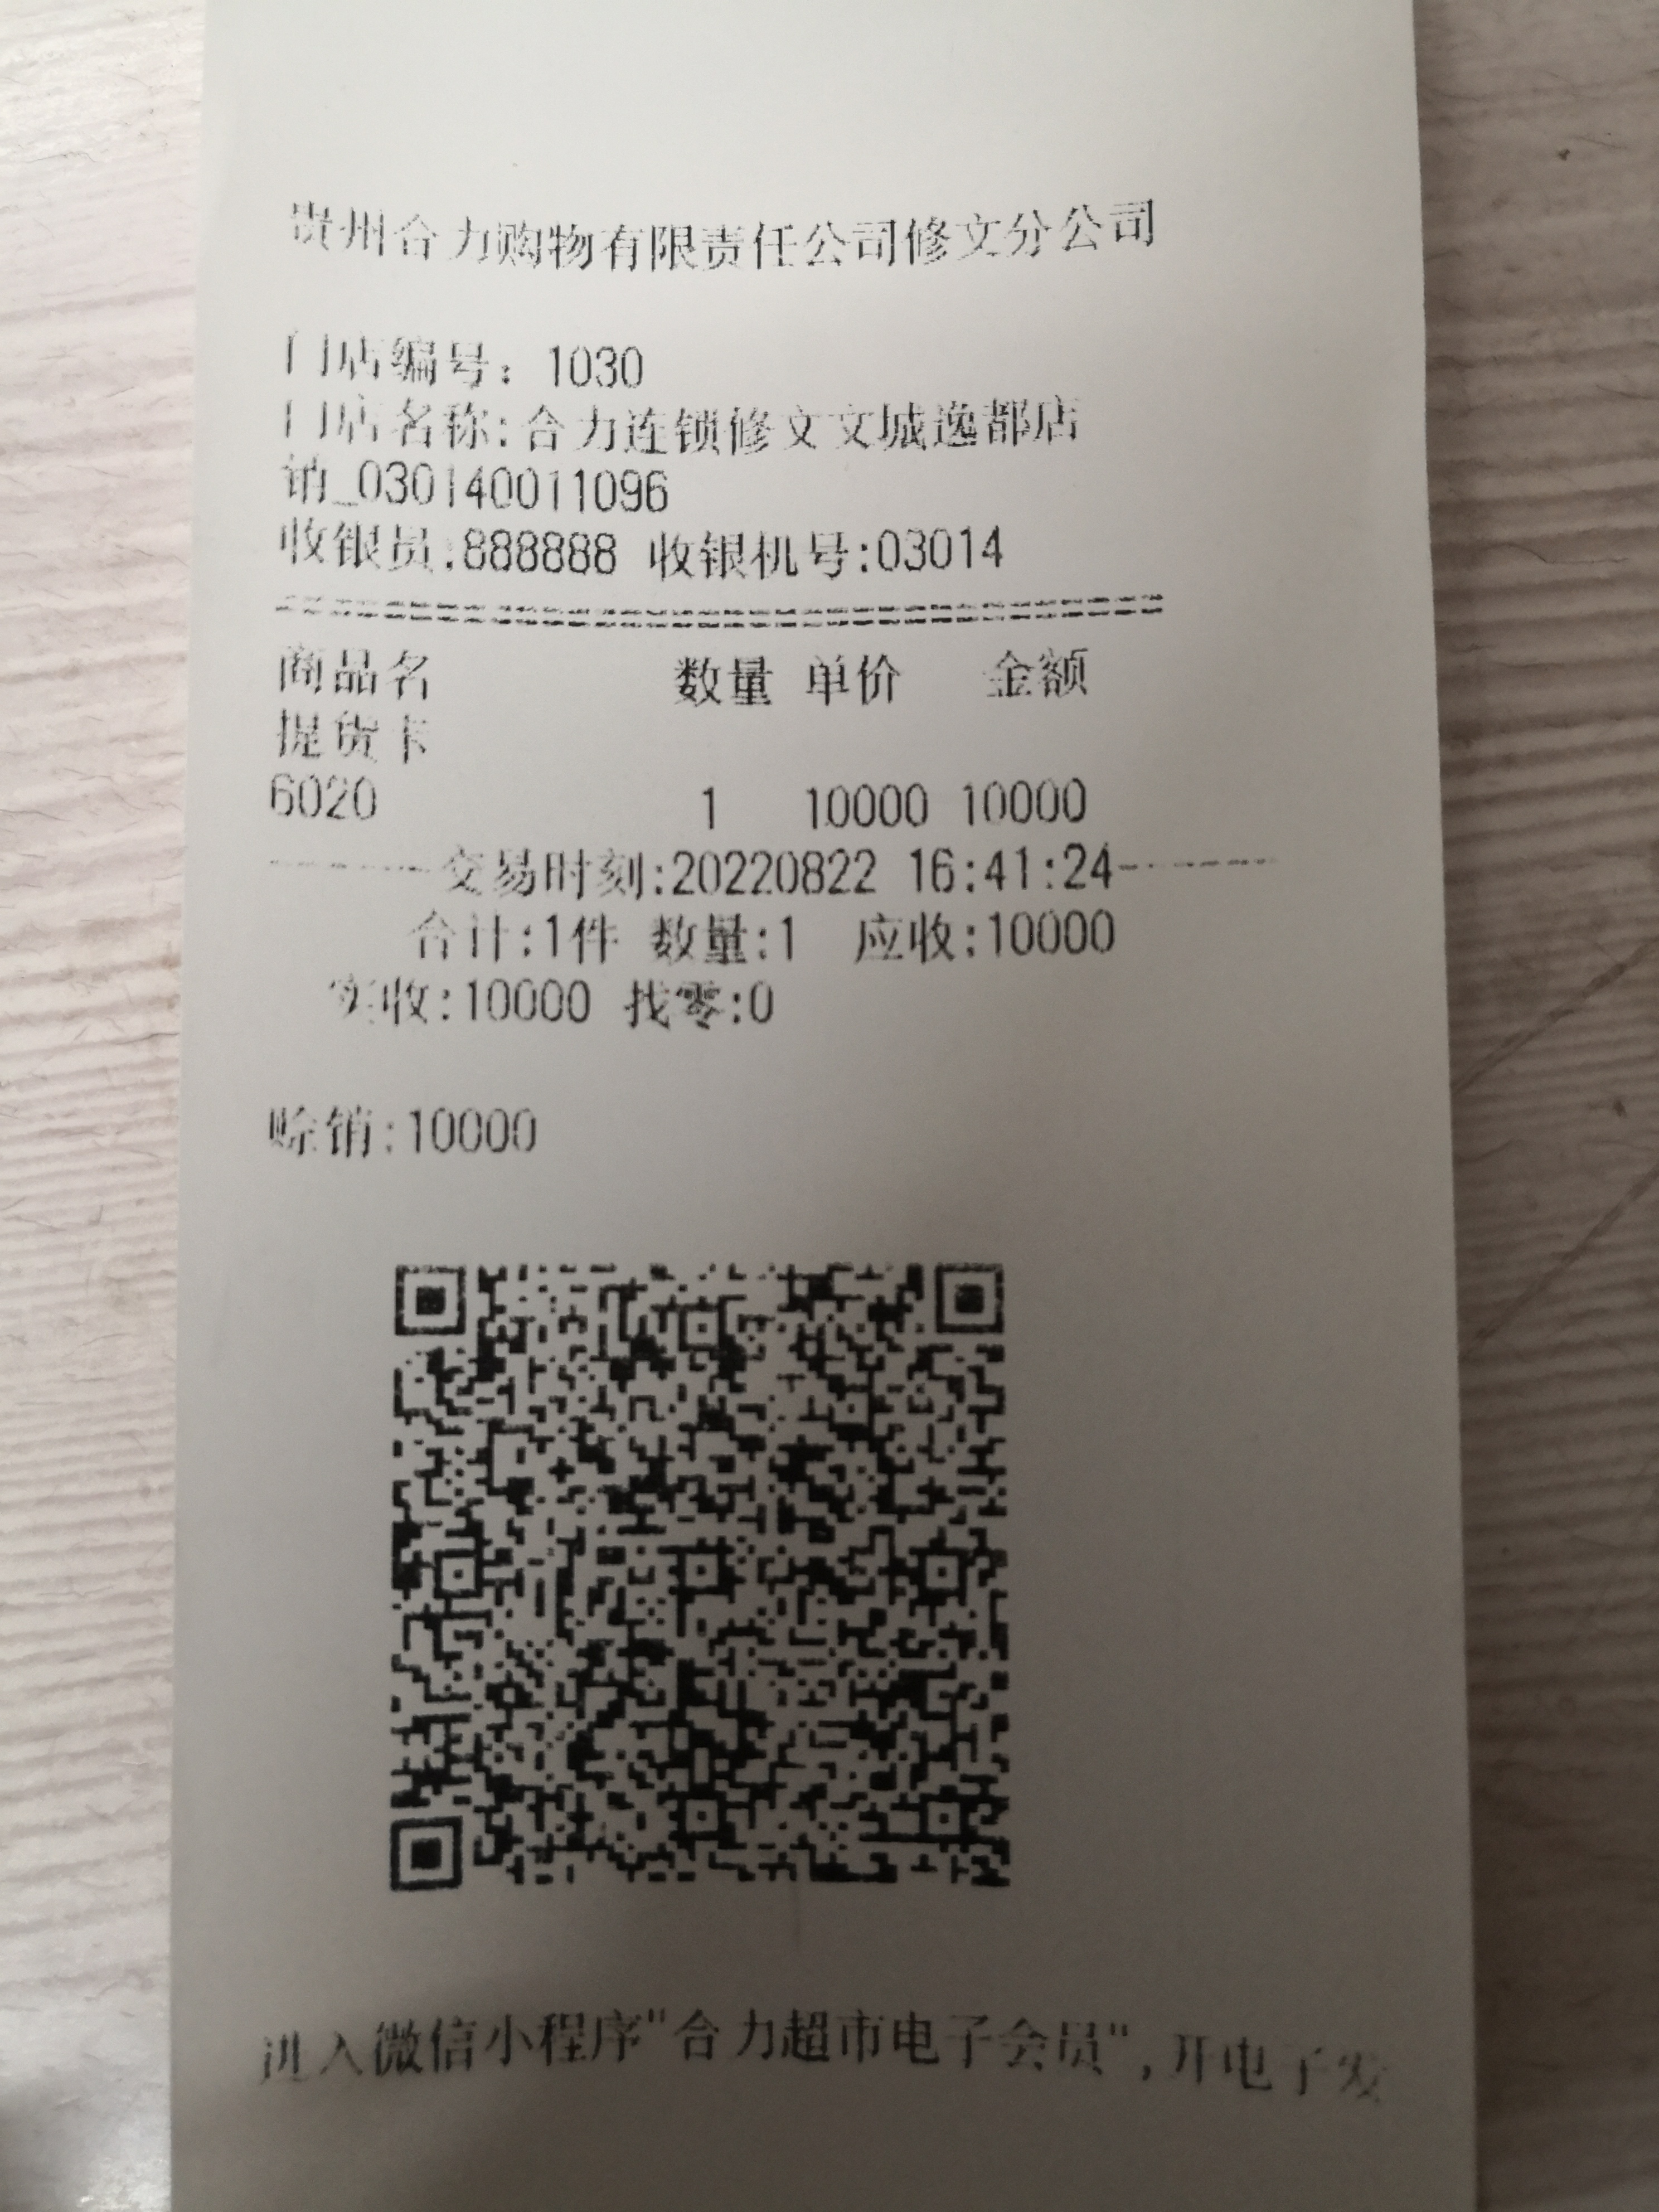 贵州合力购物有限责任公司修文分公司
门店编号：1030
门店名称:合力连锁修文文城逸都店
销_030140011096
收银员:888888 收银机号:03014
商品名 数量 单价 金额
提货卡
6020 1 10000 10000
交易时刻:20220822 16:41:24
合计:1件 数量:1 应收:10000
实收:10000 找零:0
赊销:10000
进入微信小程序"合力超市电子会员",开电子发